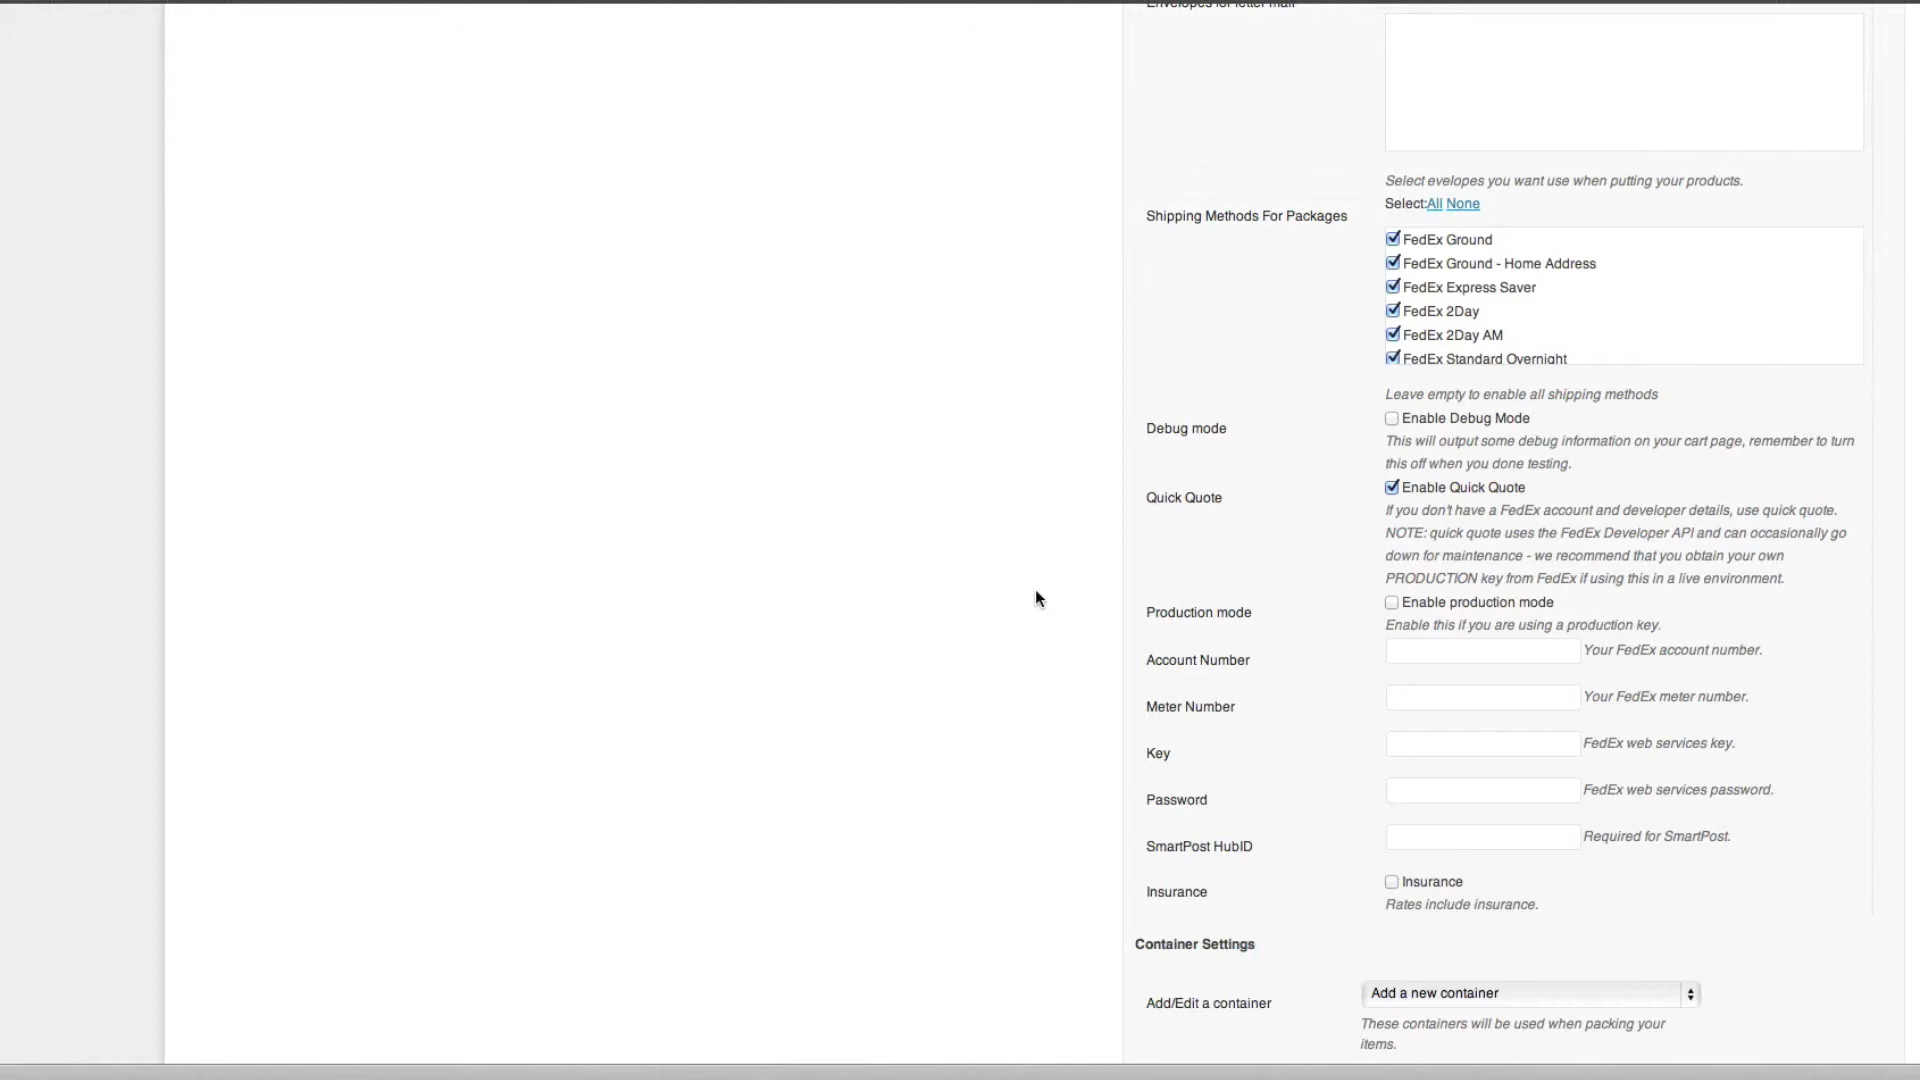 Envelopes for letter mail
Select evelopes you want use when putting your products.
Select:All None
Shipping Methods For Packages
FedEx Ground
FedEx Ground - Home Address
FedEx Express Saver
FedEx 2Day
FedEx 2Day AM
FedEx Standard Overnight
Leave empty to enable all shipping methods
Debug mode
Enable Debug Mode
This will output some debug information on your cart page, remember to turn
this off when you done testing.
Quick Quote
Enable Quick Quote
If you don't have a FedEx account and developer details, use quick quote.
NOTE: quick quote uses the FedEx Developer API and can occasionally go
down for maintenance - we recommend that you obtain your own
PRODUCTION key from FedEx if using this in a live environment.
Production mode
Enable production mode
Enable this if you are using a production key.
Account Number
Your FedEx account number.
Meter Number
Your FedEx meter number.
Key
FedEx web services key.
Password
FedEx web services password.
SmartPost HubID
Required for SmartPost.
Insurance
Insurance
Rates include insurance.
Container Settings
Add/Edit a container
Add a new container
These containers will be used when packing your
items.